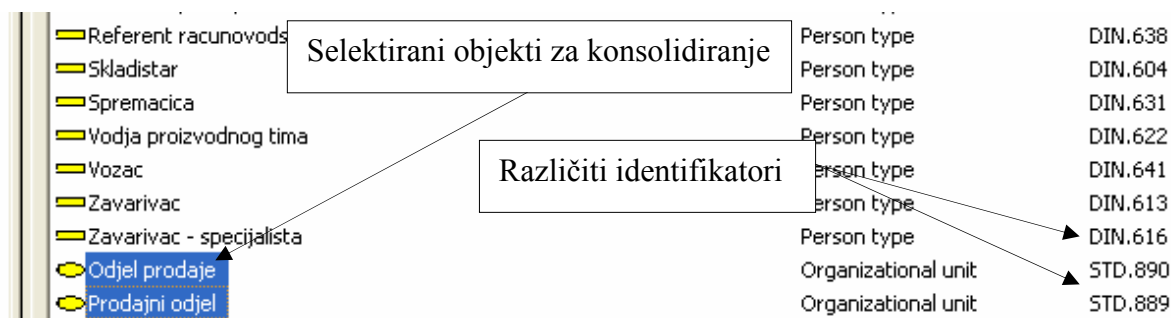 Referent racunovods Person type DIN.638
Selektirani objekti za konsolidiranje
Skladistar Person type DIN.604
Spremacica Person type DIN.631
Vodja proizvodnog tima Person type DIN.622
Različiti identifikatori
Vozac erson type DIN.641
Zavarivac erson type DIN.613
Zavarivac - specijalista Person type DIN.616
Odjel prodaje Organizational unit STD.890
Prodajni odjel Organizational unit STD.889